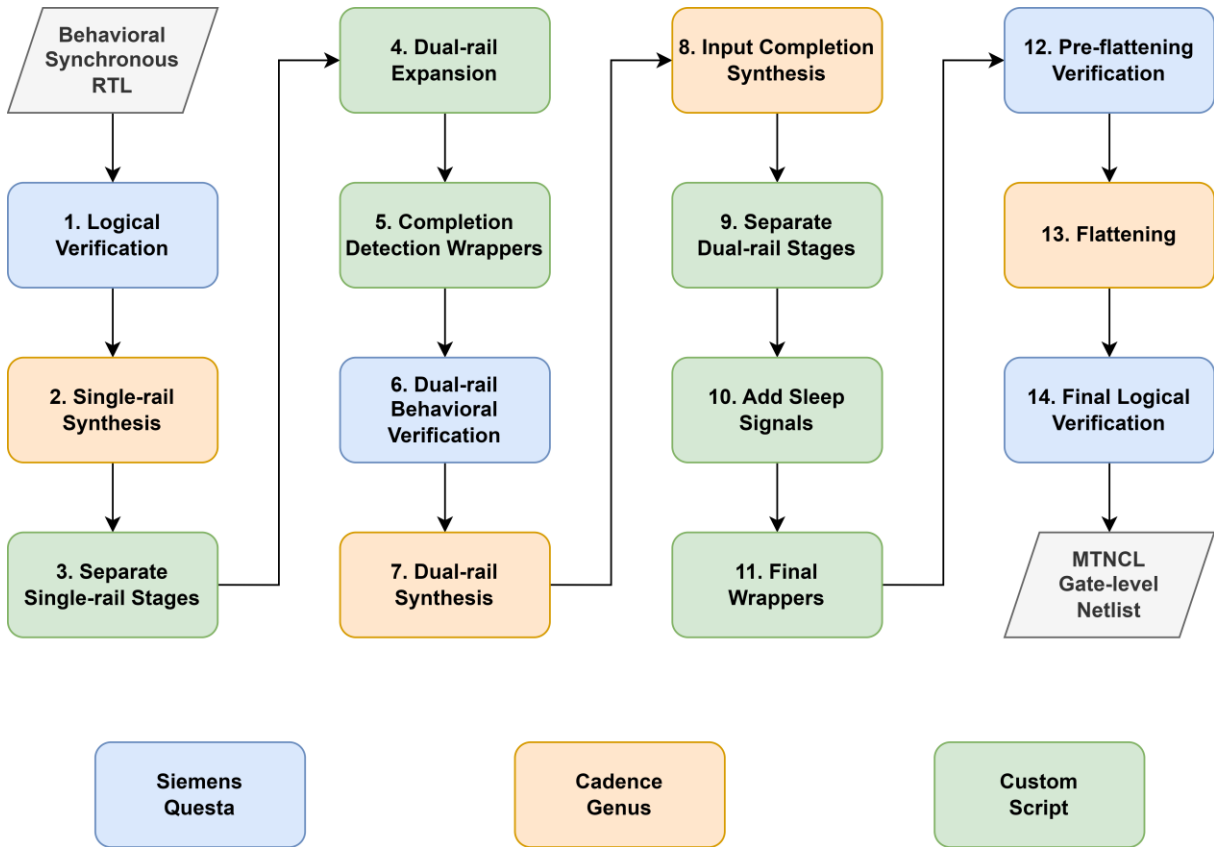 Behavioral
Synchronous
RTL
1. Logical
Verification
2. Single-rail
Synthesis
3. Separate
Single-rail Stages
4. Dual-rail
Expansion
5. Completion
Detection Wrappers
6. Dual-rail
Behavioral
Verification
7. Dual-rail
Synthesis
8. Input Completion
Synthesis
9. Separate
Dual-rail Stages
10. Add Sleep
Signals
11. Final
Wrappers
12. Pre-flattening
Verification
13. Flattening
14. Final Logical
Verification
MTNCL
Gate-level
Netlist
Siemens
Questa
Cadence
Genus
Custom
Script